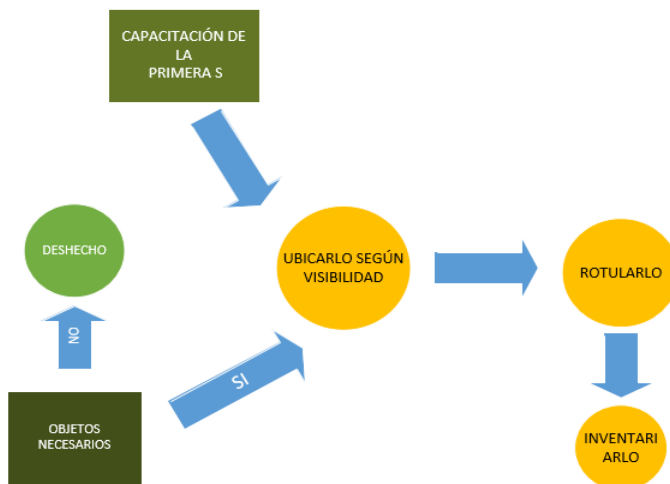 CAPACITACIÓN DE
LA
PRIMERA S
DESHECHO
UBICARLO SEGÚN
VISIBILIDAD
ROTULARLO
NO
SI
OBJETOS
NECESARIOS
INVENTARI
ARLO